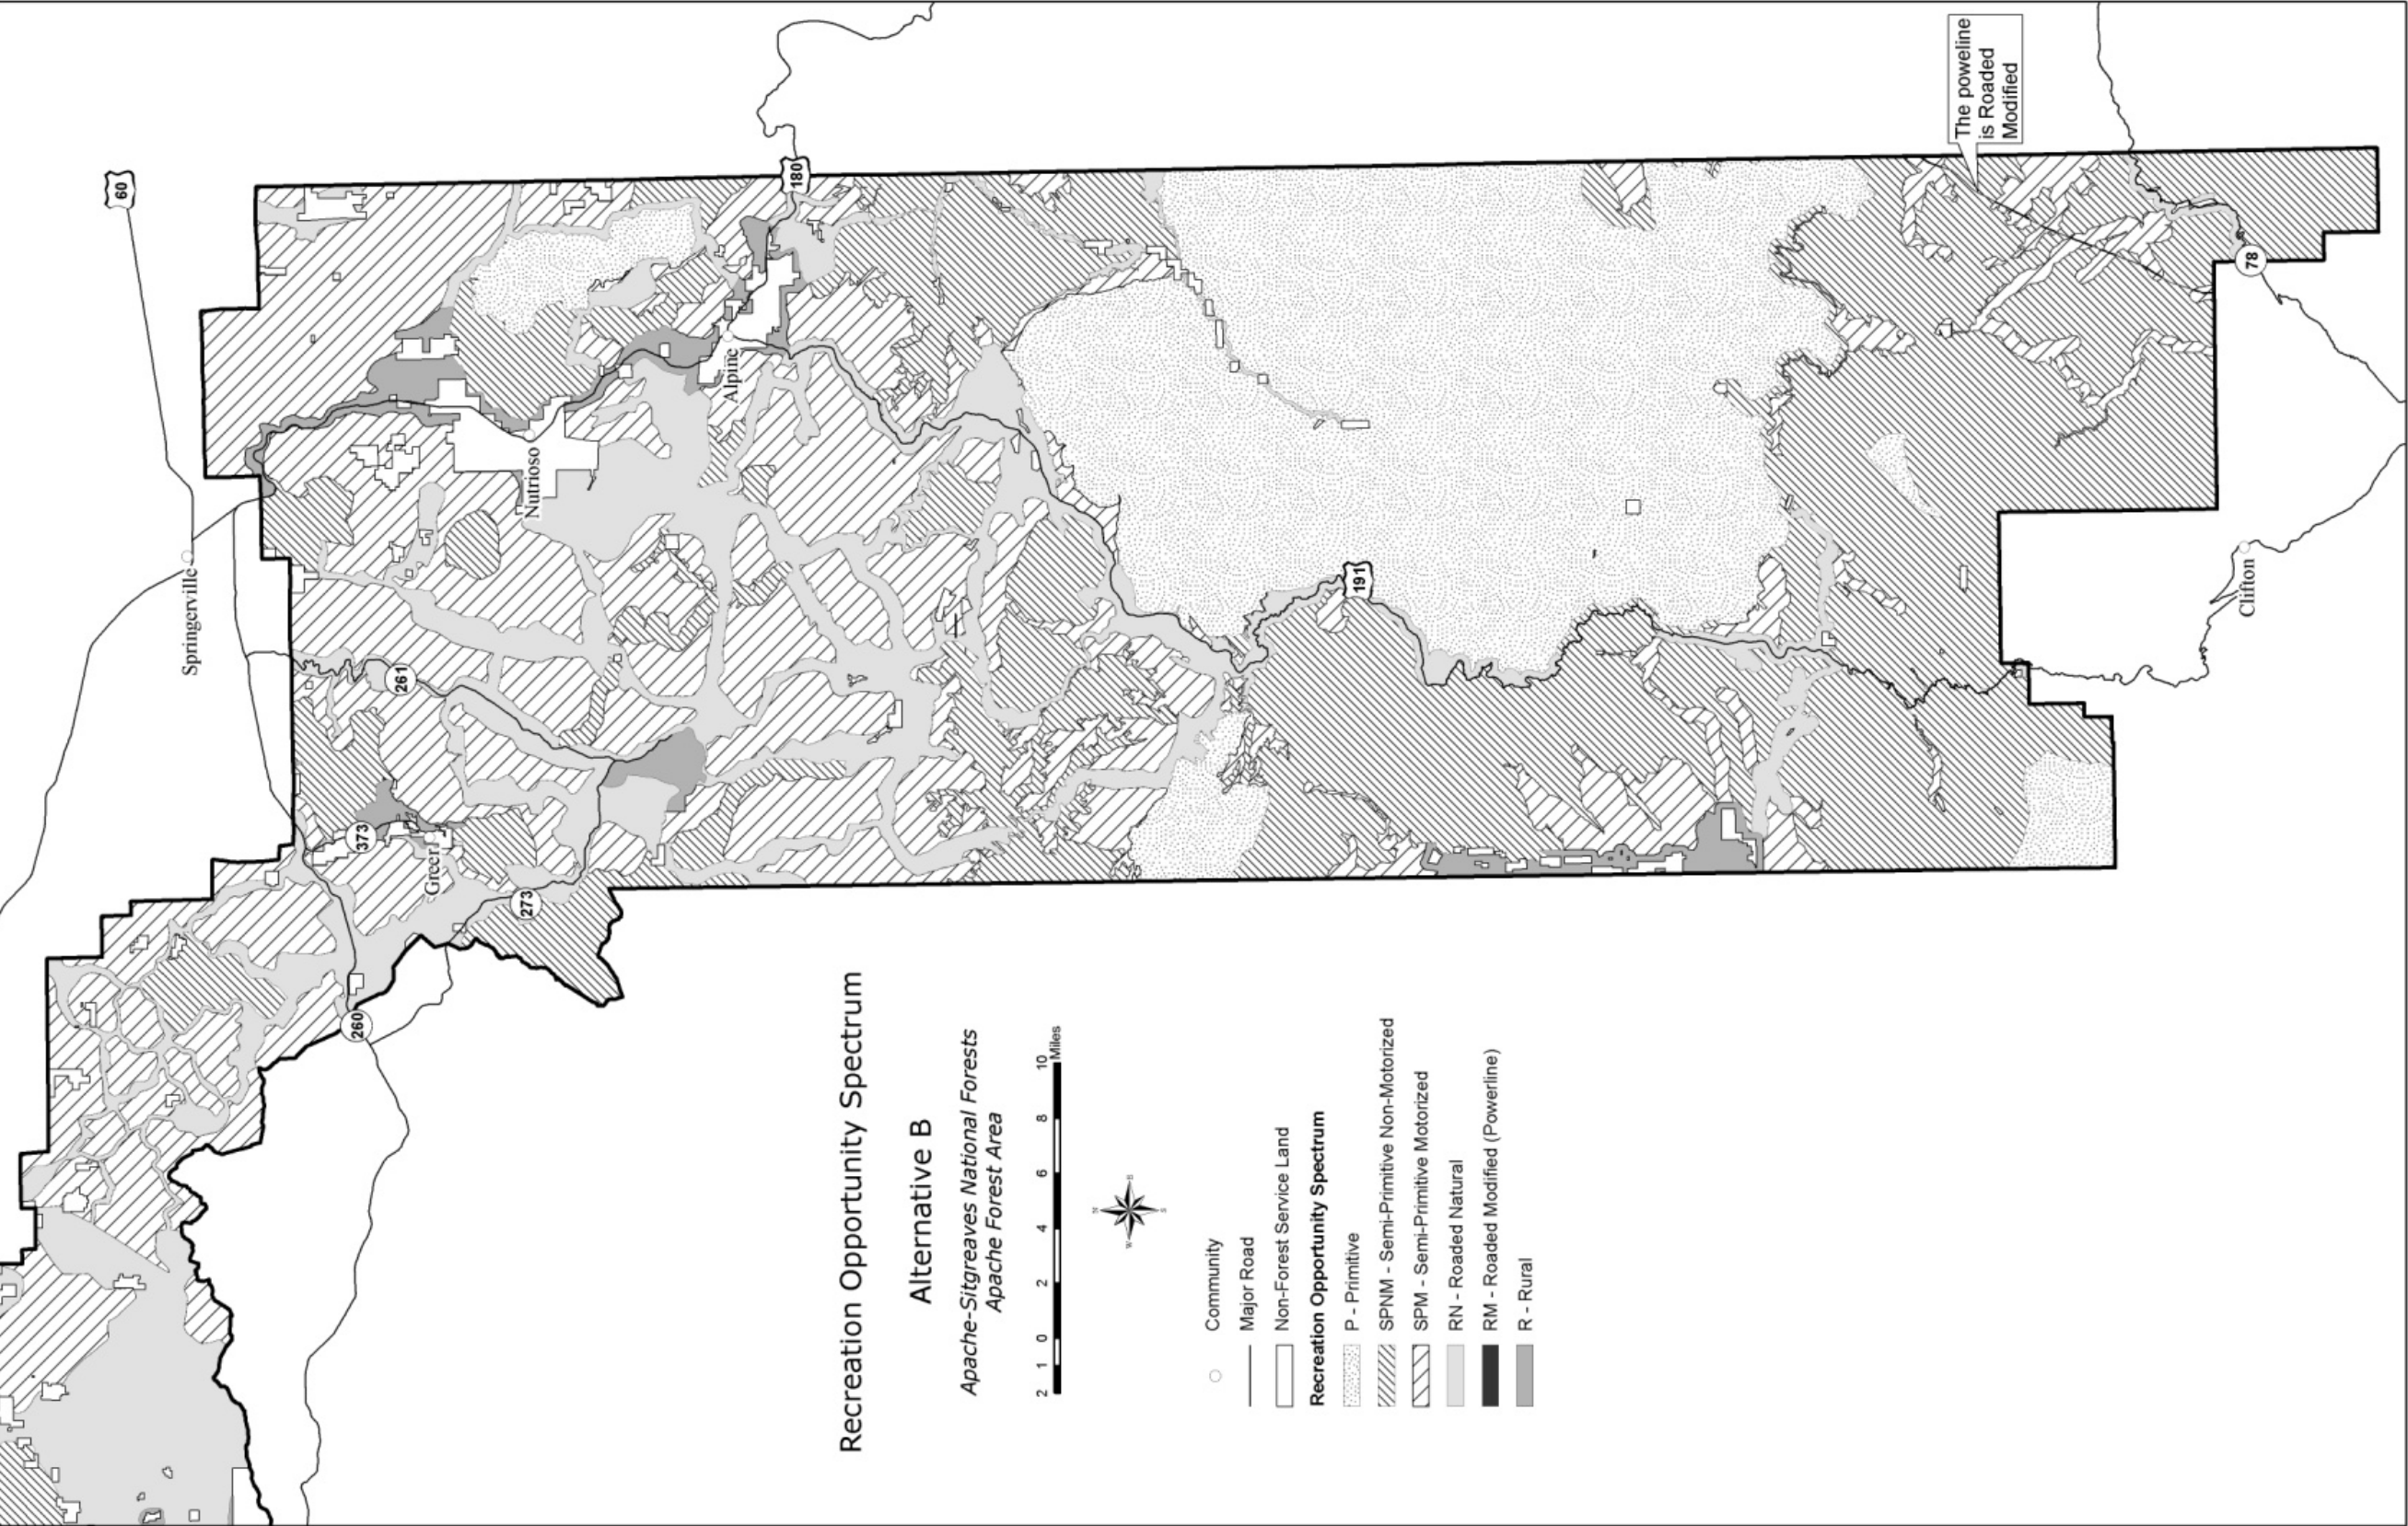 Recreation Opportunity Spectrum
Alternative B
Apache-Sitgreaves National Forests
Apache Forest Area
2 1 0 2 4 6 8 10
Miles
N
W E
S
Community
Major Road
Non-Forest Service Land
Recreation Opportunity Spectrum
P - Primitive
SPNM - Semi-Primitive Non-Motorized
SPM - Semi-Primitive Motorized
RN - Roaded Natural
RM - Roaded Modified (Powerline)
R - Rural
60
Springerville
260
373
Greer
273
261
Nutrioso
Alpine
180
191
The poweline
is Roaded
Modified
78
Clifton